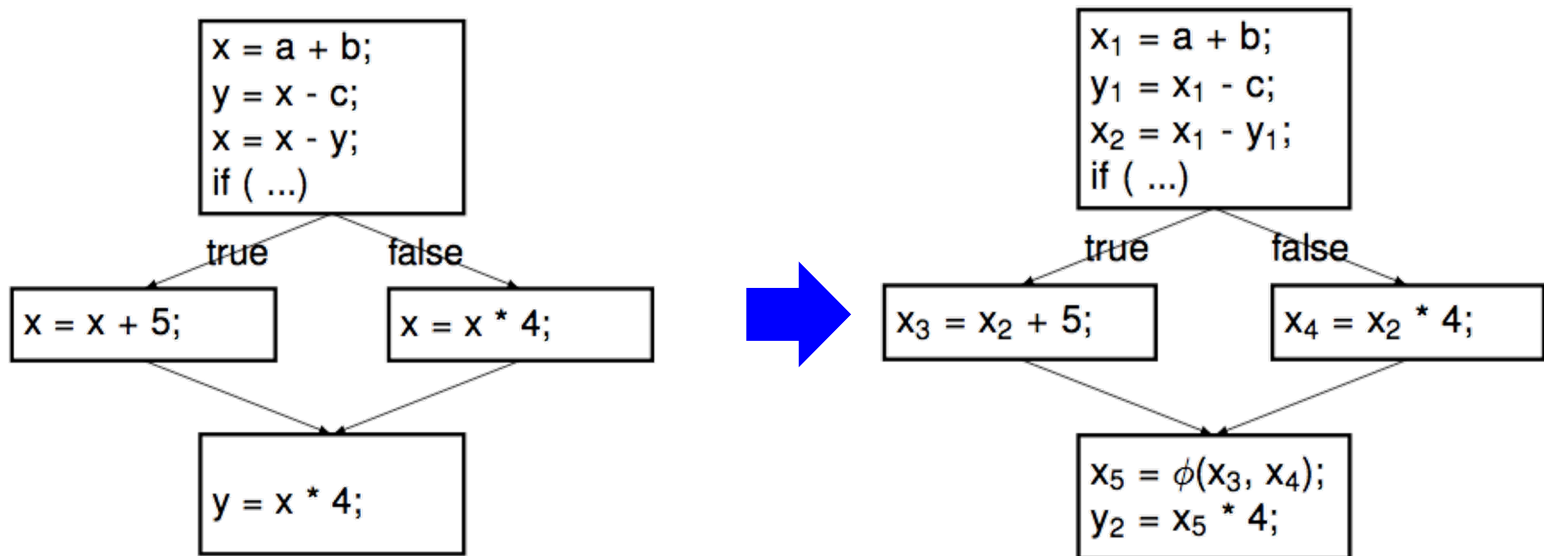 x = a + b;
y = x - c;
x = x - y;
if ( ...)
true
false
x = x + 5;
x = x * 4;
y = x * 4;
x₁ = a + b;
y₁ = x₁ - c;
x₂ = x₁ - y₁;
if ( ...)
true
false
x₃ = x₂ + 5;
x₄ = x₂ * 4;
x₅ = ϕ(x₃, x₄);
y₂ = x₅ * 4;